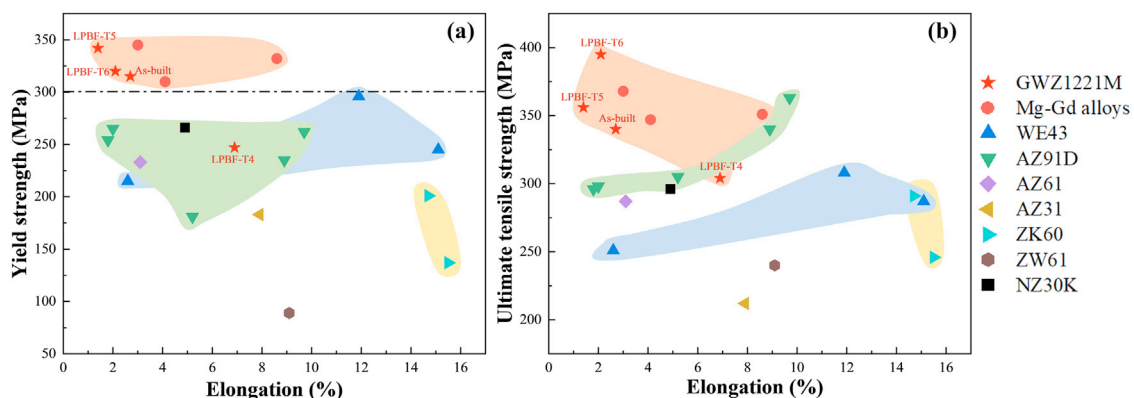 (a)
350
300
250
200
150
100
50
0
2
4
6
8
10
12
14
16
Yield strength (MPa)
Elongation (%)
LPBF-T5
LPBF-T6
As-built
LPBF-T4
(b)
400
350
300
250
200
0
2
4
6
8
10
12
14
16
Ultimate tensile strength (MPa)
Elongation (%)
LPBF-T6
LPBF-T5
As-built
LPBF-T4
GWZ1221M
Mg-Gd alloys
WE43
AZ91D
AZ61
AZ31
ZK60
ZW61
NZ30K